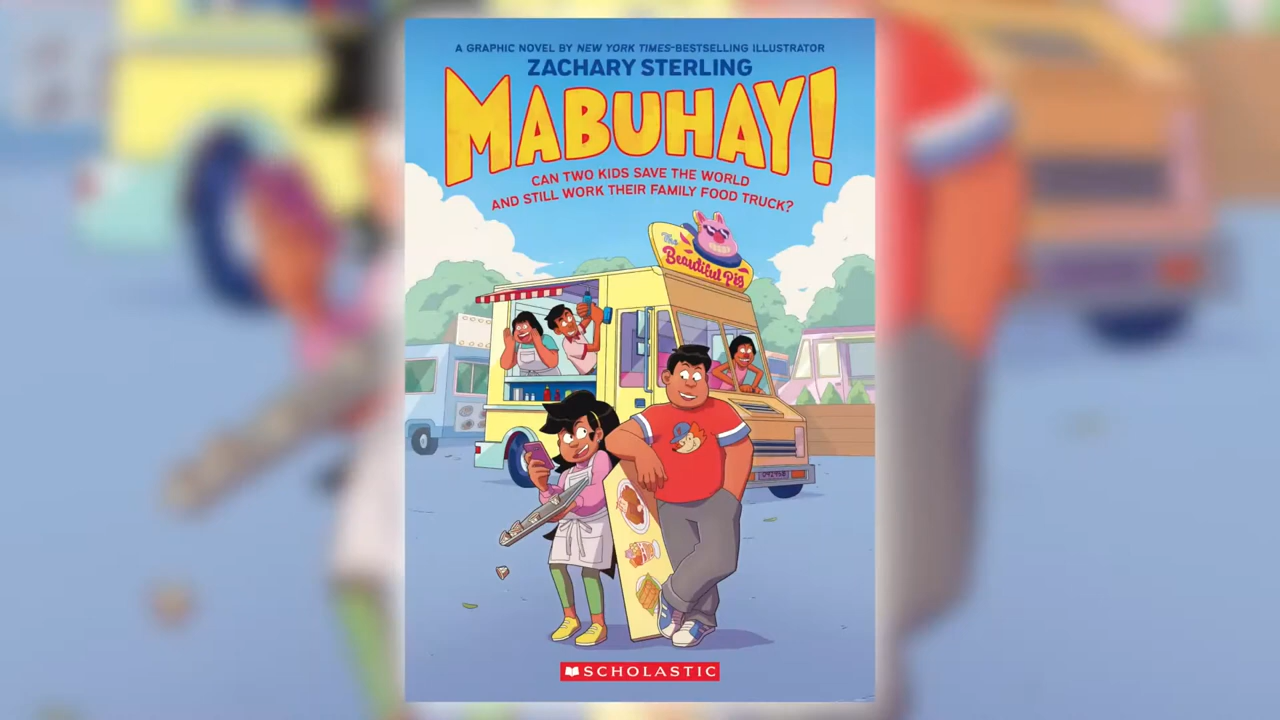 A GRAPHIC NOVEL BY NEW YORK TIMES-BESTSELLING ILLUSTRATOR
ZACHARY STERLING
MABUHAY!
CAN TWO KIDS SAVE THE WORLD
AND STILL WORK THEIR FAMILY FOOD TRUCK?
The
Beautiful Pig
SCHOLASTIC